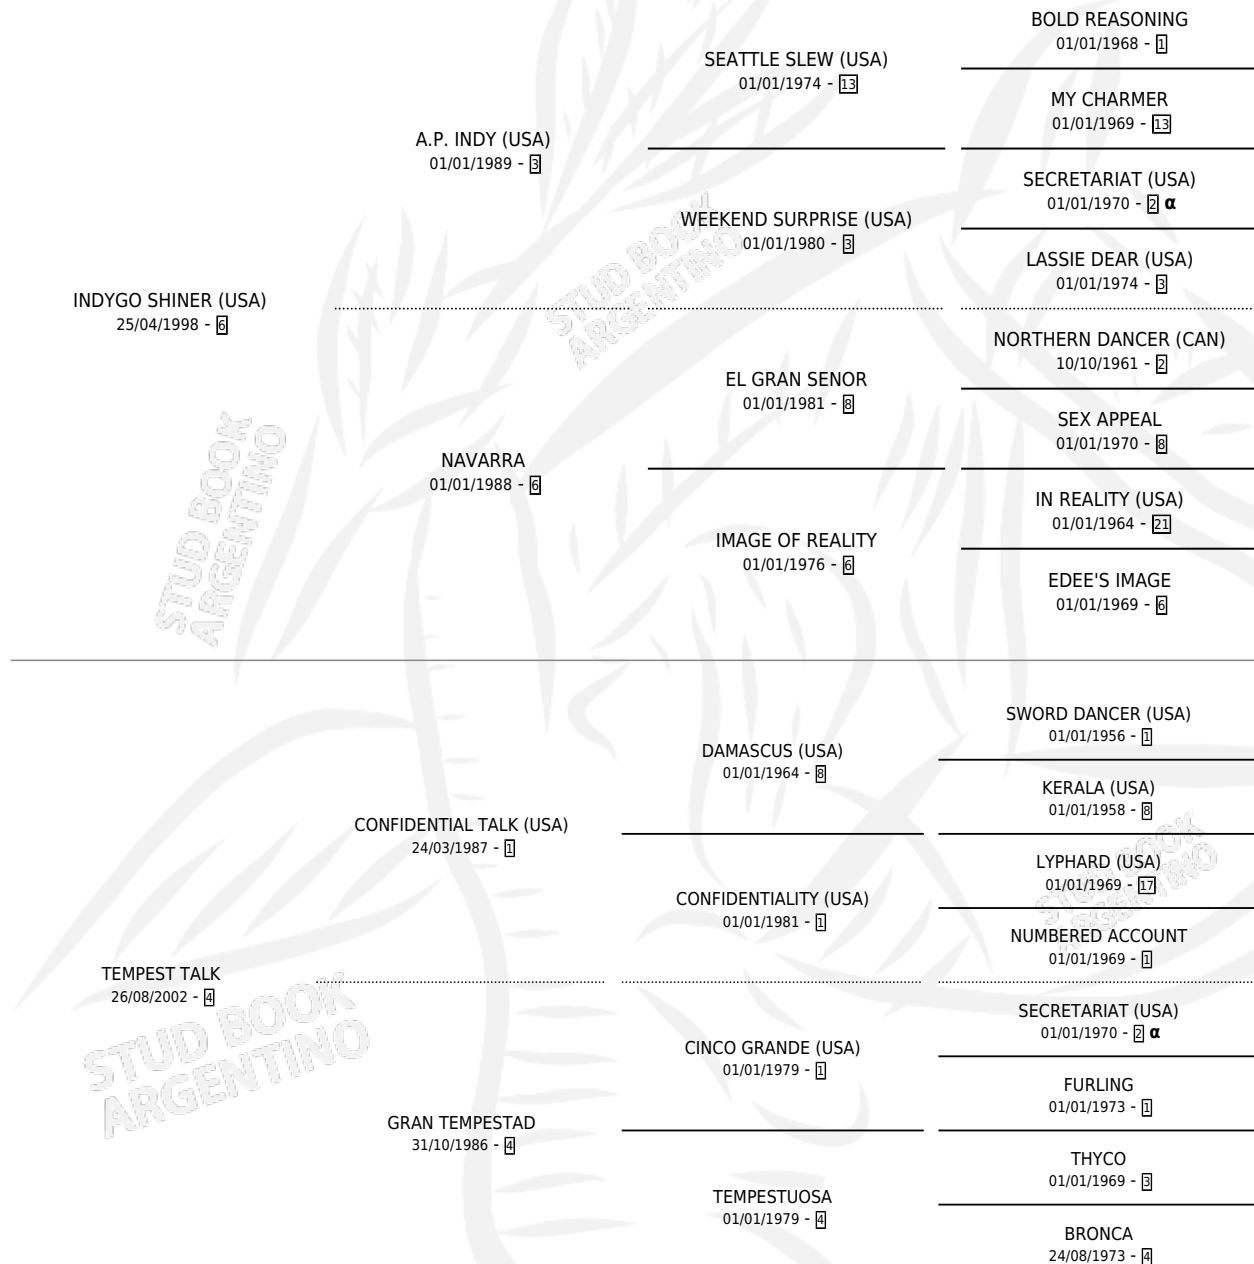 BOLD REASONING
01/01/1968 - 1
SEATTLE SLEW (USA)
01/01/1974 - 13
MY CHARMER
01/01/1969 - 13
A.P. INDY (USA)
01/01/1989 - 3
SECRETARIAT (USA)
01/01/1970 - 2 α
WEEKEND SURPRISE (USA)
01/01/1980 - 3
LASSIE DEAR (USA)
01/01/1974 - 3
INDYGO SHINER (USA)
25/04/1998 - 6
NORTHERN DANCER (CAN)
10/10/1961 - 2
EL GRAN SENOR
01/01/1981 - 8
SEX APPEAL
01/01/1970 - 8
NAVARRA
01/01/1988 - 6
IN REALITY (USA)
01/01/1964 - 21
IMAGE OF REALITY
01/01/1976 - 6
EDEE'S IMAGE
01/01/1969 - 6
SWORD DANCER (USA)
01/01/1956 - 1
DAMASCUS (USA)
01/01/1964 - 8
KERALA (USA)
01/01/1958 - 8
CONFIDENTIAL TALK (USA)
24/03/1987 - 1
LYPHARD (USA)
01/01/1969 - 17
CONFIDENTIALITY (USA)
01/01/1981 - 1
NUMBERED ACCOUNT
01/01/1969 - 1
TEMPEST TALK
26/08/2002 - 4
SECRETARIAT (USA)
01/01/1970 - 2 α
CINCO GRANDE (USA)
01/01/1979 - 1
FURLING
01/01/1973 - 1
GRAN TEMPESTAD
31/10/1986 - 4
THYCO
01/01/1969 - 3
TEMPESTUOSA
01/01/1979 - 4
BRONCA
24/08/1973 - 4
STUD BOOK
ARGENTINO
STUD BOOK
ARGENTINO
STUD BOOK
ARGENTINO
STUD BOOK
ARGENTINO